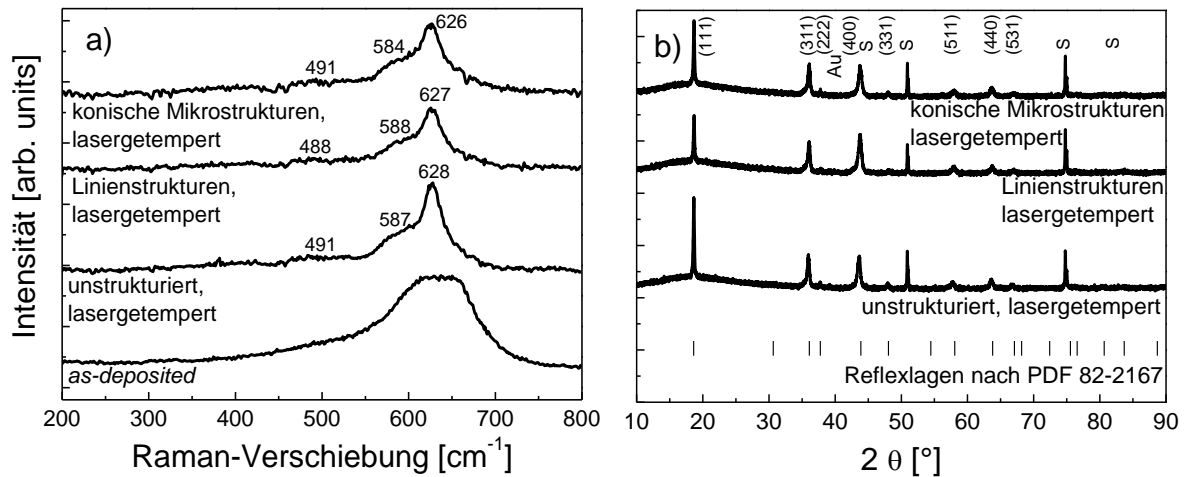 a)
626
584
491
konische Mikrostrukturen,
lasergetempert
627
588
488
Linienstrukturen,
lasergetempert
628
587
491
unstrukturiert,
lasergetempert
as-deposited
Intensität [arb. units]
200 300 400 500 600 700 800
Raman-Verschiebung [cm⁻¹]
b)
(111)
(311)
(222)
Au
(400)
S
(331)
S
(511)
(440)
(531)
S
S
konische Mikrostrukturen
lasergetempert
Linienstrukturen
lasergetempert
unstrukturiert, lasergetempert
Reflexlagen nach PDF 82-2167
10 20 30 40 50 60 70 80 90
2 θ [°]